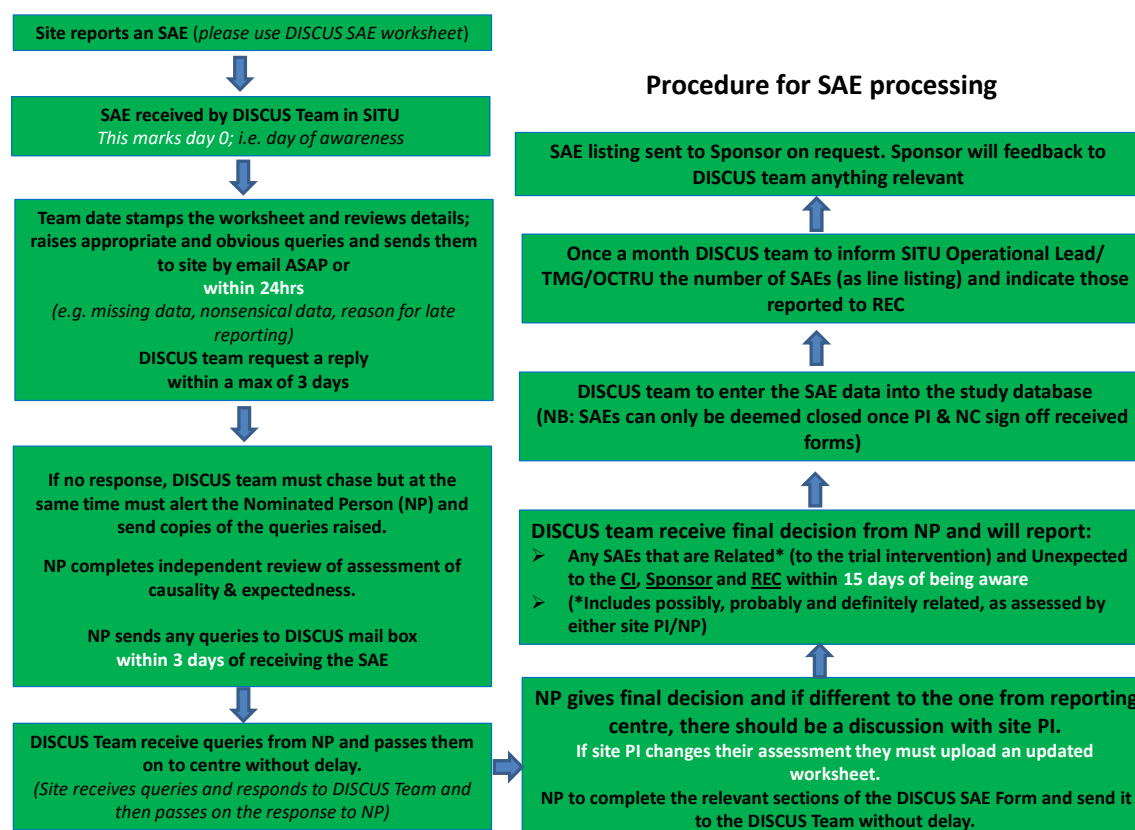 Site reports an SAE (please use DISCUS SAE worksheet)
SAE received by DISCUS Team in SITU
This marks day 0; i.e. day of awareness
Team date stamps the worksheet and reviews details;
raises appropriate and obvious queries and sends them
to site by email ASAP or
within 24hrs
(e.g. missing data, nonsensical data, reason for late
reporting)
DISCUS team request a reply
within a max of 3 days
If no response, DISCUS team must chase but at the
same time must alert the Nominated Person (NP) and
send copies of the queries raised.
NP completes independent review of assessment of
causality & expectedness.
NP sends any queries to DISCUS mail box
within 3 days of receiving the SAE
DISCUS Team receive queries from NP and passes them
on to centre without delay.
(Site receives queries and responds to DISCUS Team and
then passes on the response to NP)
Procedure for SAE processing
SAE listing sent to Sponsor on request. Sponsor will feedback to
DISCUS team anything relevant
Once a month DISCUS team to inform SITU Operational Lead/
TMG/OCTRU the number of SAEs (as line listing) and indicate those
reported to REC
DISCUS team to enter the SAE data into the study database
(NB: SAEs can only be deemed closed once PI & NC sign off received
forms)
DISCUS team receive final decision from NP and will report:
➢ Any SAEs that are Related* (to the trial intervention) and Unexpected
to the CI, Sponsor and REC within 15 days of being aware
➢ (*Includes possibly, probably and definitely related, as assessed by
either site PI/NP)
NP gives final decision and if different to the one from reporting
centre, there should be a discussion with site PI.
If site PI changes their assessment they must upload an updated
worksheet.
NP to complete the relevant sections of the DISCUS SAE Form and send it
to the DISCUS Team without delay.